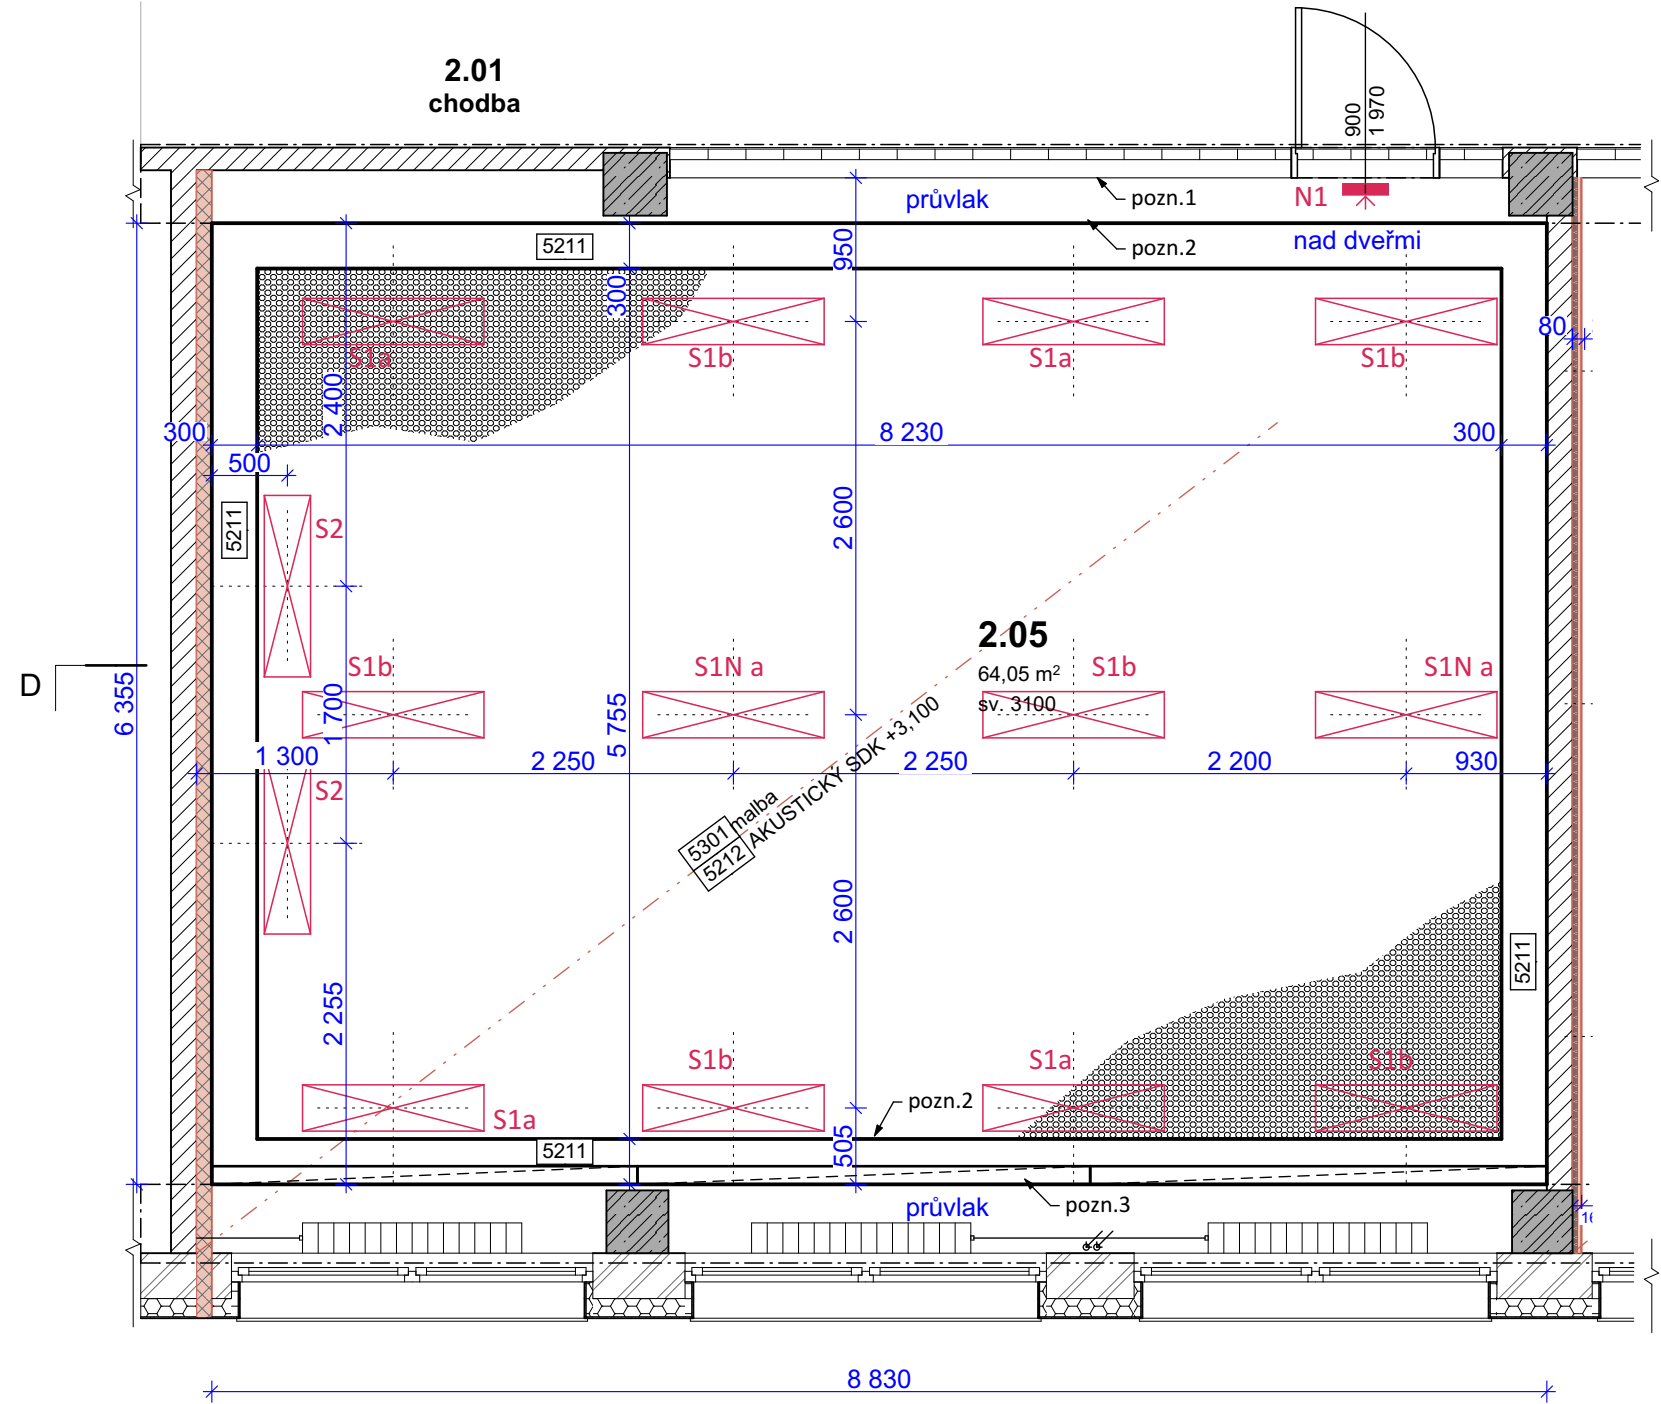 2.01
chodba
900
1 970
N1
průvlak
pozn.1
nad dveřmi
pozn.2
5211
950
300
80
S1a
S1b
S1a
S1b
2 400
300
8 230
300
500
5211
S2
2 600
2.05
64,05 m²
sv. 3100
S1b
S1N a
S1b
S1N a
D
6 355
1 700
5 755
1 300
2 250
2 250
2 200
930
S2
5301 malba
5212 AKUSTICKÝ SDK +3,100
2 600
5211
2 255
S1b
S1a
S1b
S1a
pozn.2
505
5211
průvlak
pozn.3
8 830